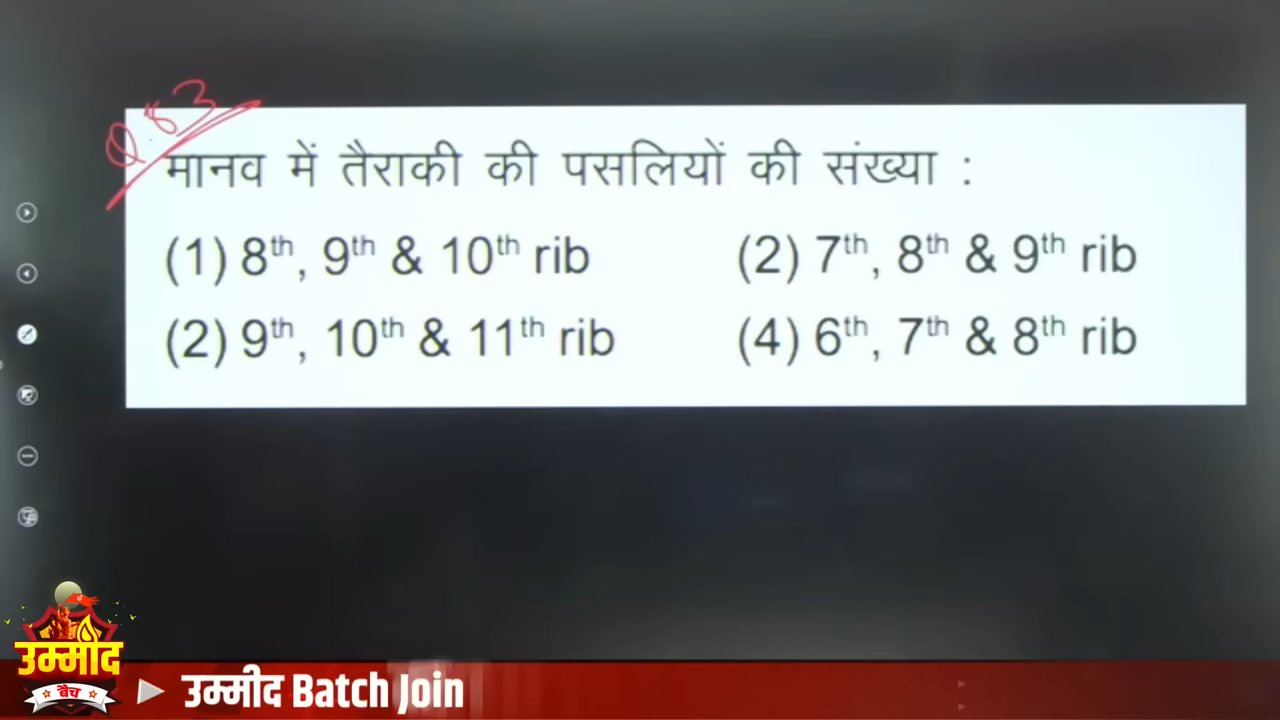 Q.83
मानव में तैराकी की पसलियों की संख्या :
(1) 8th, 9th & 10th rib (2) 7th, 8th & 9th rib
(2) 9th, 10th & 11th rib (4) 6th, 7th & 8th rib
उम्मीद
बैच
उम्मीद Batch Join